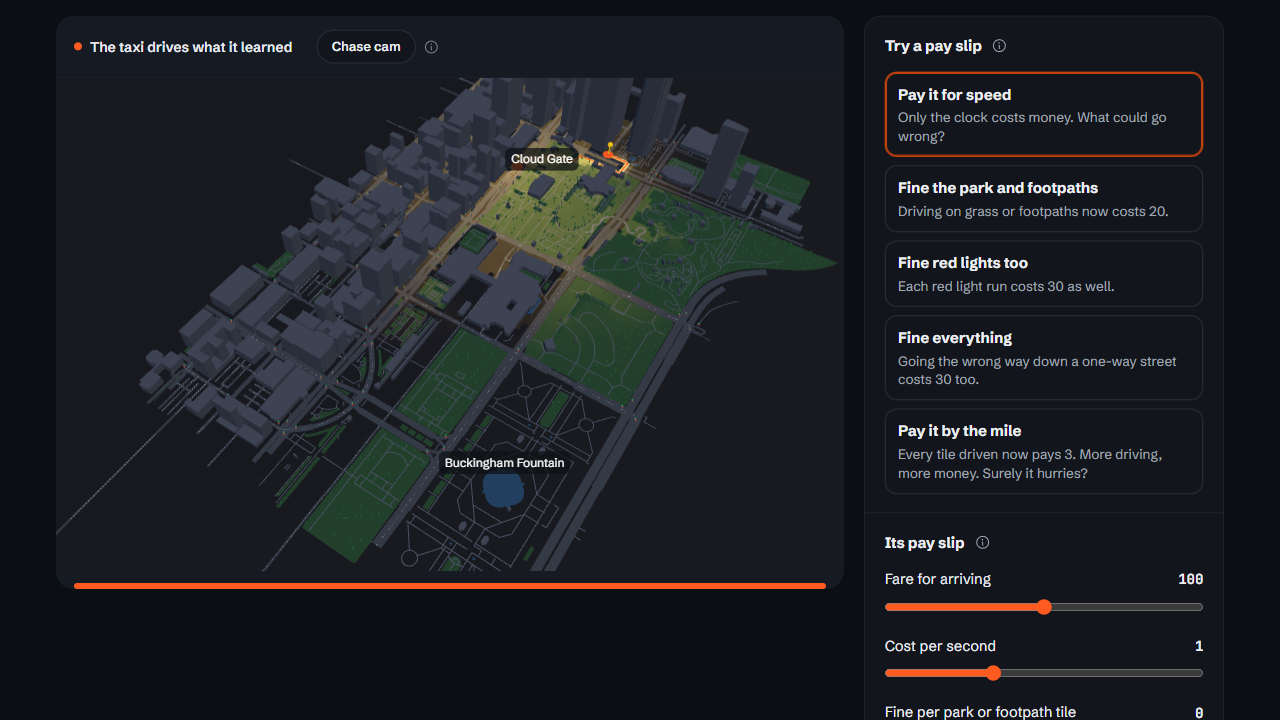 The taxi drives what it learned
Chase cam
Cloud Gate
Buckingham Fountain
Try a pay slip
Pay it for speed
Only the clock costs money. What could go
wrong?
Fine the park and footpaths
Driving on grass or footpaths now costs 20.
Fine red lights too
Each red light run costs 30 as well.
Fine everything
Going the wrong way down a one-way street
costs 30 too.
Pay it by the mile
Every tile driven now pays 3. More driving,
more money. Surely it hurries?
Its pay slip
Fare for arriving 100
Cost per second 1
Fine per park or footpath tile 0